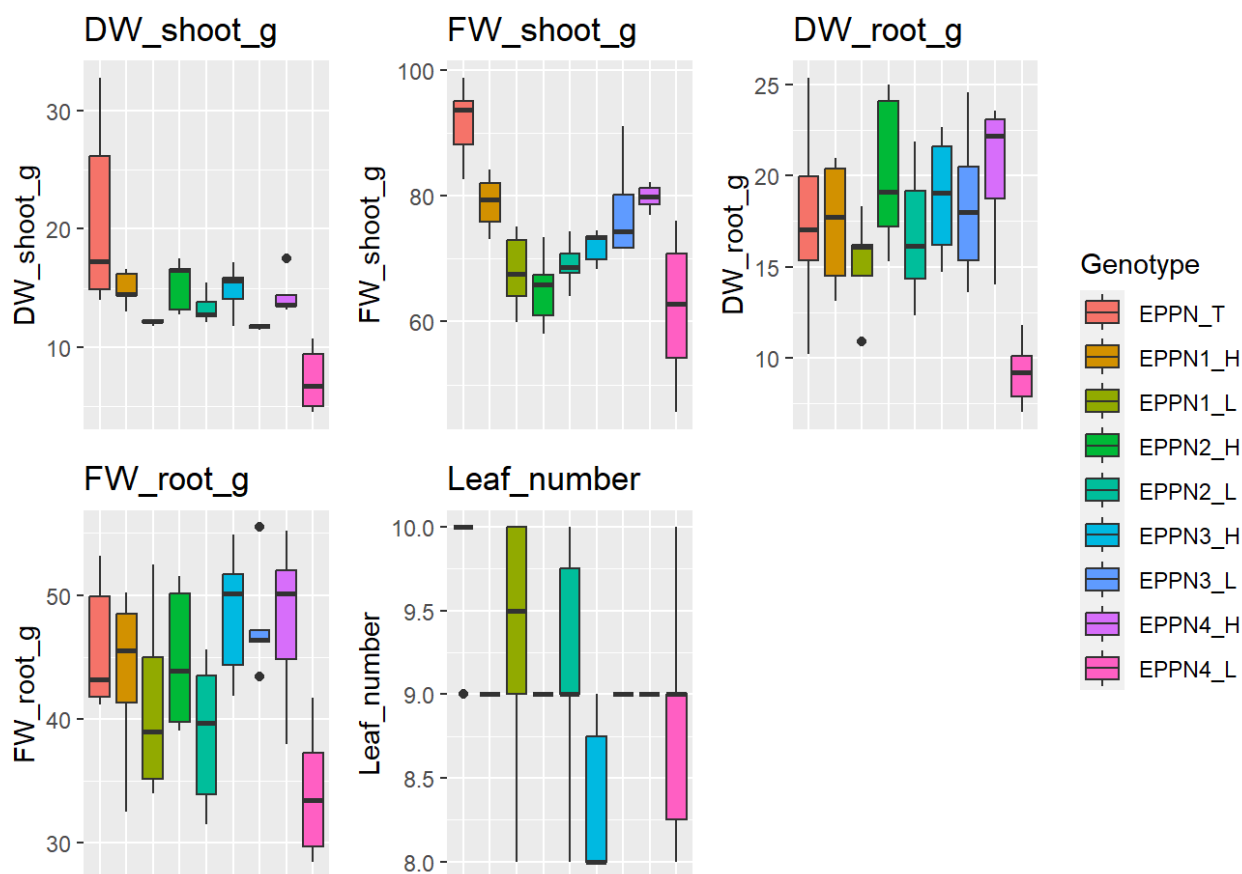 DW_shoot_g
FW_shoot_g
DW_root_g
DW_shoot_g
30
20
10
FW_shoot_g
100
80
60
DW_root_g
25
20
15
10
Genotype
EPPN_T
EPPN1_H
EPPN1_L
EPPN2_H
EPPN2_L
EPPN3_H
EPPN3_L
EPPN4_H
EPPN4_L
FW_root_g
Leaf_number
FW_root_g
50
40
30
Leaf_number
10.0
9.5
9.0
8.5
8.0